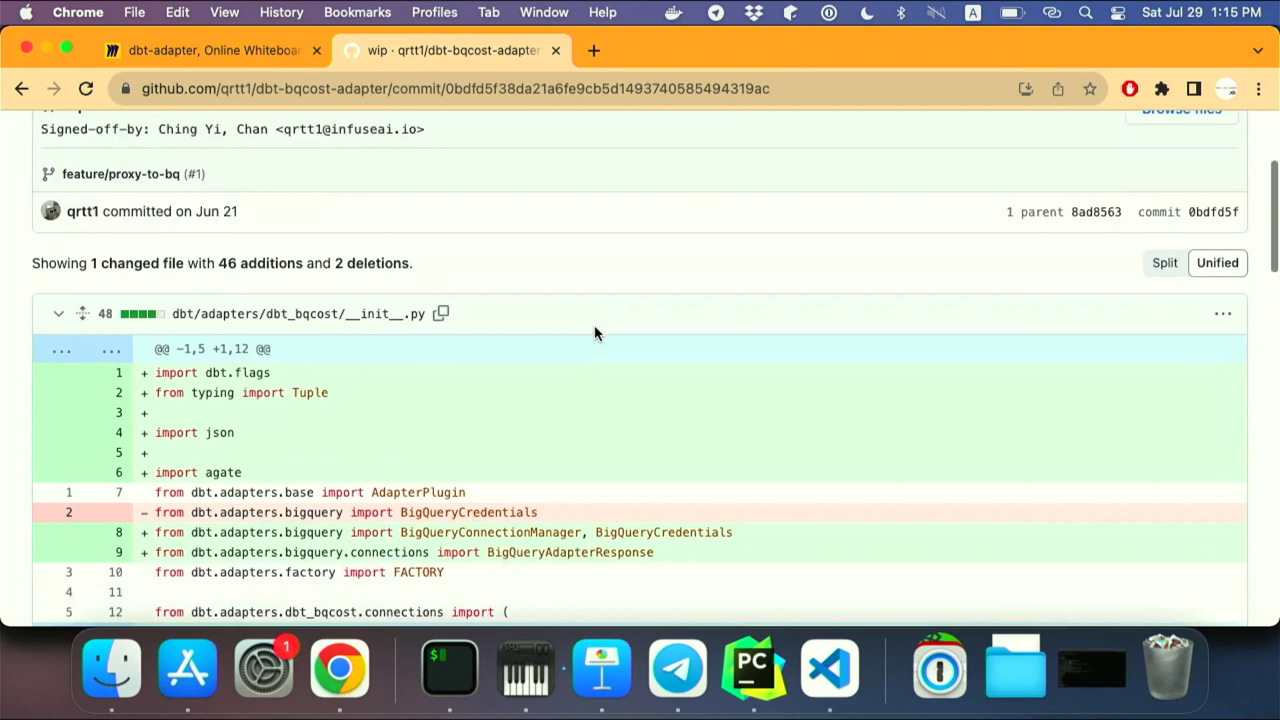 Chrome File Edit View History Bookmarks Profiles Tab Window Help A Sat Jul 29 1:15 PM
dbt-adapter, Online Whiteboar
wip · qrtt1/dbt-bqcost-adapter
github.com/qrtt1/dbt-bqcost-adapter/commit/0bdfd5f38da21a6fe9cb5d1493740585494319ac
Browse files
Signed-off-by: Ching Yi, Chan <qrtt1@infuseai.io>
feature/proxy-to-bq (#1)
qrtt1 committed on Jun 21 1 parent 8ad8563 commit 0bdfd5f
Showing 1 changed file with 46 additions and 2 deletions. Split Unified
48 dbt/adapters/dbt_bqcost/__init__.py ...
... ... @@ -1,5 +1,12 @@
1 + import dbt.flags
2 + from typing import Tuple
3 +
4 + import json
5 +
6 + import agate
1 7 from dbt.adapters.base import AdapterPlugin
2 - from dbt.adapters.bigquery import BigQueryCredentials
8 + from dbt.adapters.bigquery import BigQueryConnectionManager, BigQueryCredentials
9 + from dbt.adapters.bigquery.connections import BigQueryAdapterResponse
3 10 from dbt.adapters.factory import FACTORY
4 11
5 12 from dbt.adapters.dbt_bqcost.connections import (
1
$
PC